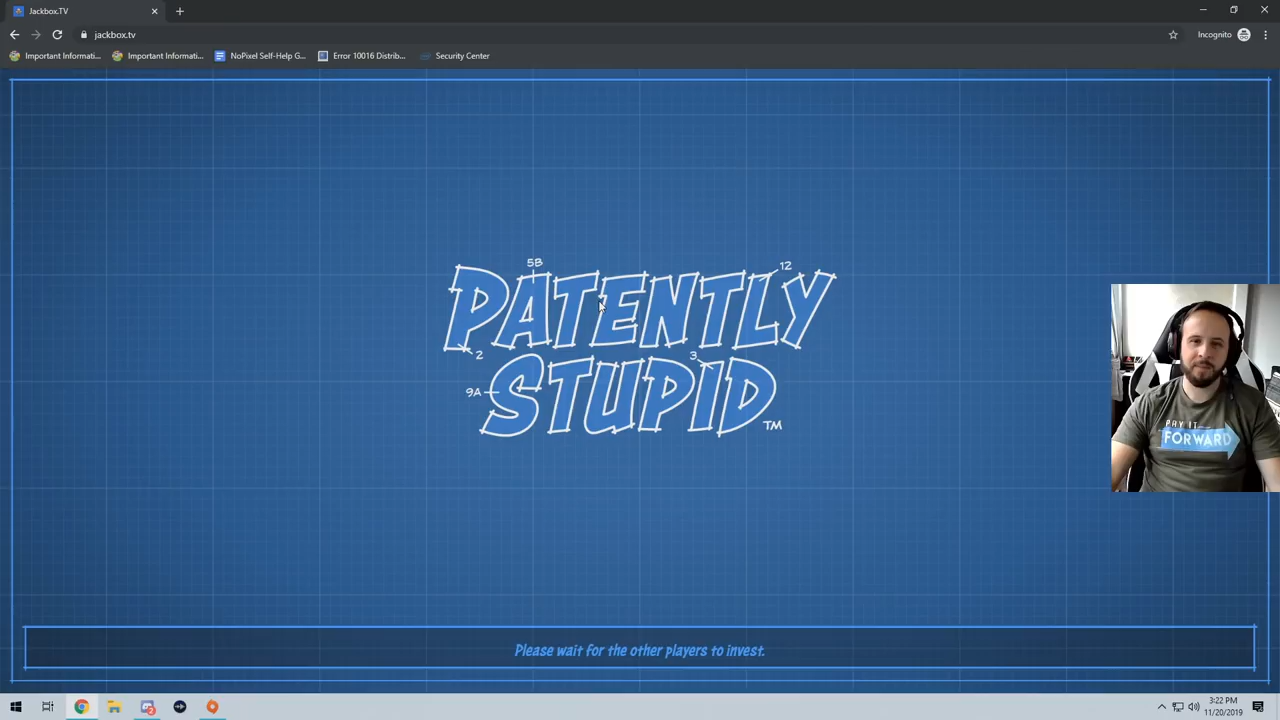 Jackbox.TV
jackbox.tv
Incognito
Important Informati...
Important Informati...
NoPixel Self-Help G...
Error 10016 Distrib...
Security Center
5B
12
PATENTLY
2
3
9A
STUPID
TM
PAY IT
FORWARD
Please wait for the other players to invest.
2
3:22 PM
11/20/2019